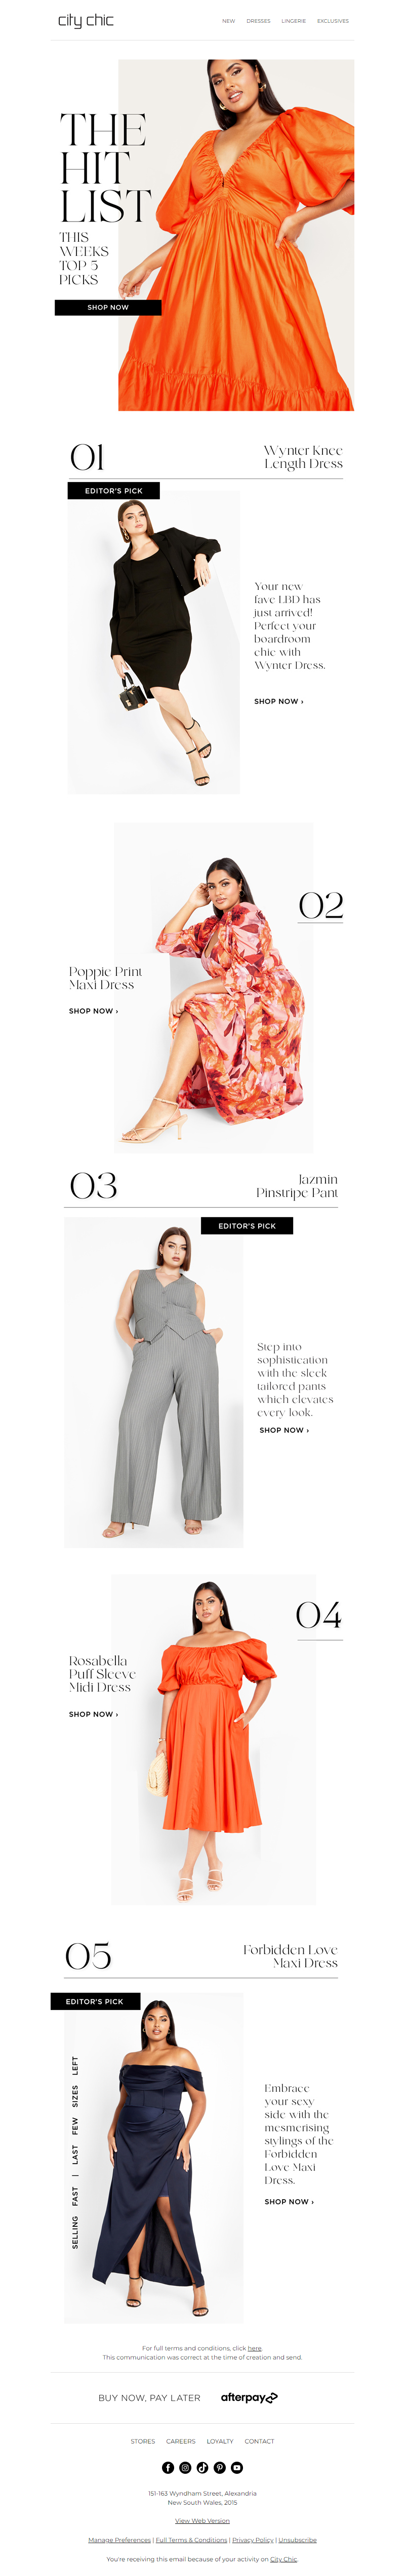 city chic
NEW DRESSES LINGERIE EXCLUSIVES
THE
HIT
LIST
THIS
WEEKS
TOP 5
PICKS
SHOP NOW
01
Wynter Knee
Length Dress
EDITOR'S PICK
Your new
fave LBD has
just arrived!
Perfect your
boardroom
chic with
Wynter Dress.
SHOP NOW ›
02
Poppie Print
Maxi Dress
SHOP NOW ›
03
Jazmin
Pinstripe Pant
EDITOR'S PICK
Step into
sophistication
with the sleek
tailored pants
which elevates
every look.
SHOP NOW ›
04
Rosabella
Puff Sleeve
Midi Dress
SHOP NOW ›
05
Forbidden Love
Maxi Dress
EDITOR'S PICK
SELLING FAST | LAST FEW SIZES LEFT
Embrace
your sexy
side with the
mesmerising
stylings of the
Forbidden
Love Maxi
Dress.
SHOP NOW ›
For full terms and conditions, click here.
This communication was correct at the time of creation and send.
BUY NOW, PAY LATER afterpay
STORES CAREERS LOYALTY CONTACT
151-163 Wyndham Street, Alexandria
New South Wales, 2015
View Web Version
Manage Preferences | Full Terms & Conditions | Privacy Policy | Unsubscribe
You're receiving this email because of your activity on City Chic.